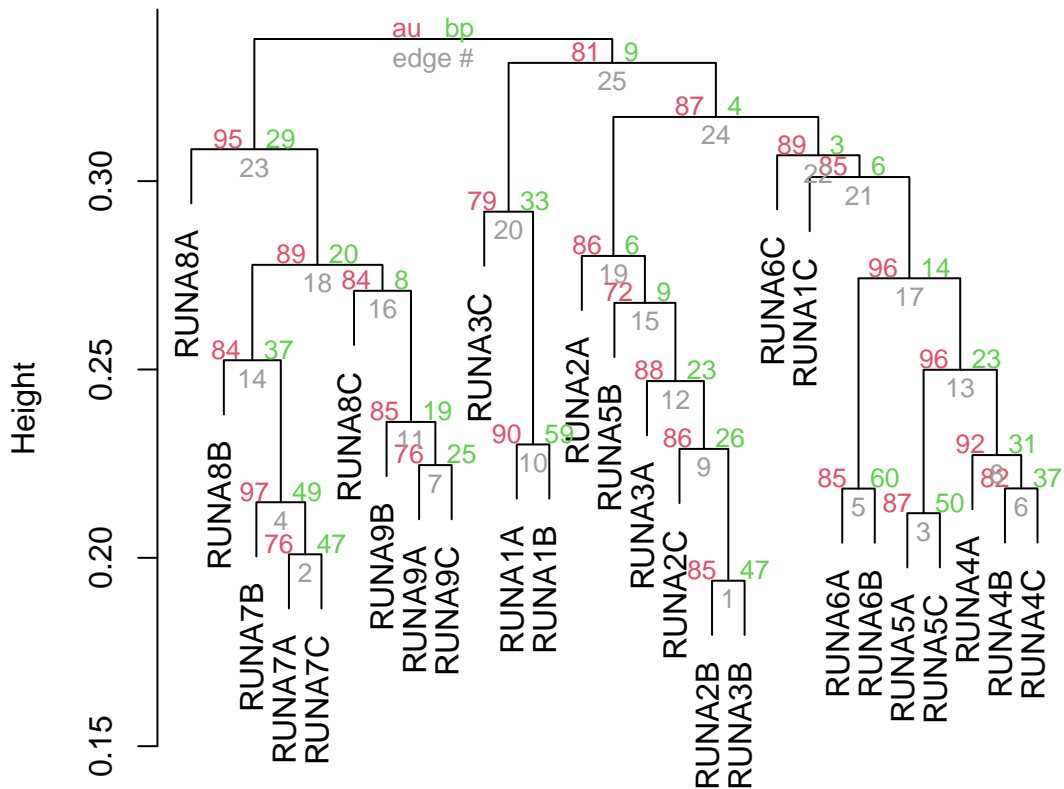 au bp
edge #
81 9
25
87 4
24
95 29
23
89 3
22
85 6
21
79 33
20
86 6
19
89 20
18
96 14
17
84 8
16
72 9
15
84 37
14
96 23
13
88 23
12
85 19
11
90 59
10
86 26
9
92 31
8
76 25
7
82 37
6
85 60
5
97 49
4
87 50
3
76 47
2
85 47
1
Height
0.30
0.25
0.20
0.15
RUNA8A
RUNA8B
RUNA7B
RUNA7A
RUNA7C
RUNA8C
RUNA9B
RUNA9A
RUNA9C
RUNA3C
RUNA1A
RUNA1B
RUNA2A
RUNA5B
RUNA3A
RUNA2C
RUNA2B
RUNA3B
RUNA6C
RUNA1C
RUNA6A
RUNA6B
RUNA5A
RUNA5C
RUNA4A
RUNA4B
RUNA4C